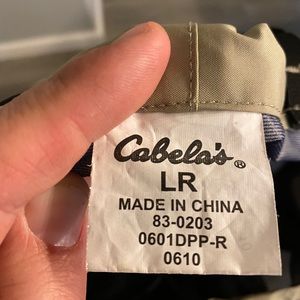 Cabela's®
LR
MADE IN CHINA
83-0203
0601DPP-R
0610